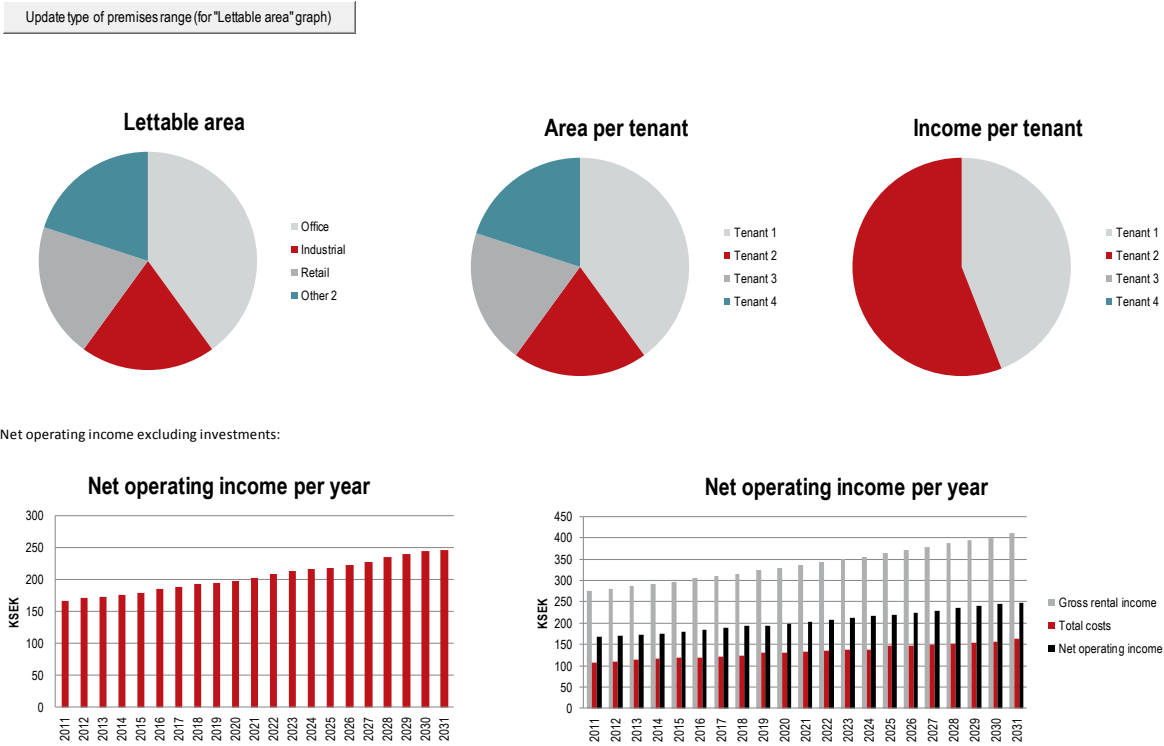 Update type of premises range (for "Lettable area" graph)
Lettable area
Office
Industrial
Retail
Other 2
Area per tenant
Tenant 1
Tenant 2
Tenant 3
Tenant 4
Income per tenant
Tenant 1
Tenant 2
Tenant 3
Tenant 4
Net operating income excluding investments:
Net operating income per year
KSEK
300
250
200
150
100
50
0
2011 2012 2013 2014 2015 2016 2017 2018 2019 2020 2021 2022 2023 2024 2025 2026 2027 2028 2029 2030 2031
Net operating income per year
KSEK
450
400
350
300
250
200
150
100
50
0
2011 2012 2013 2014 2015 2016 2017 2018 2019 2020 2021 2022 2023 2024 2025 2026 2027 2028 2029 2030 2031
Gross rental income
Total costs
Net operating income